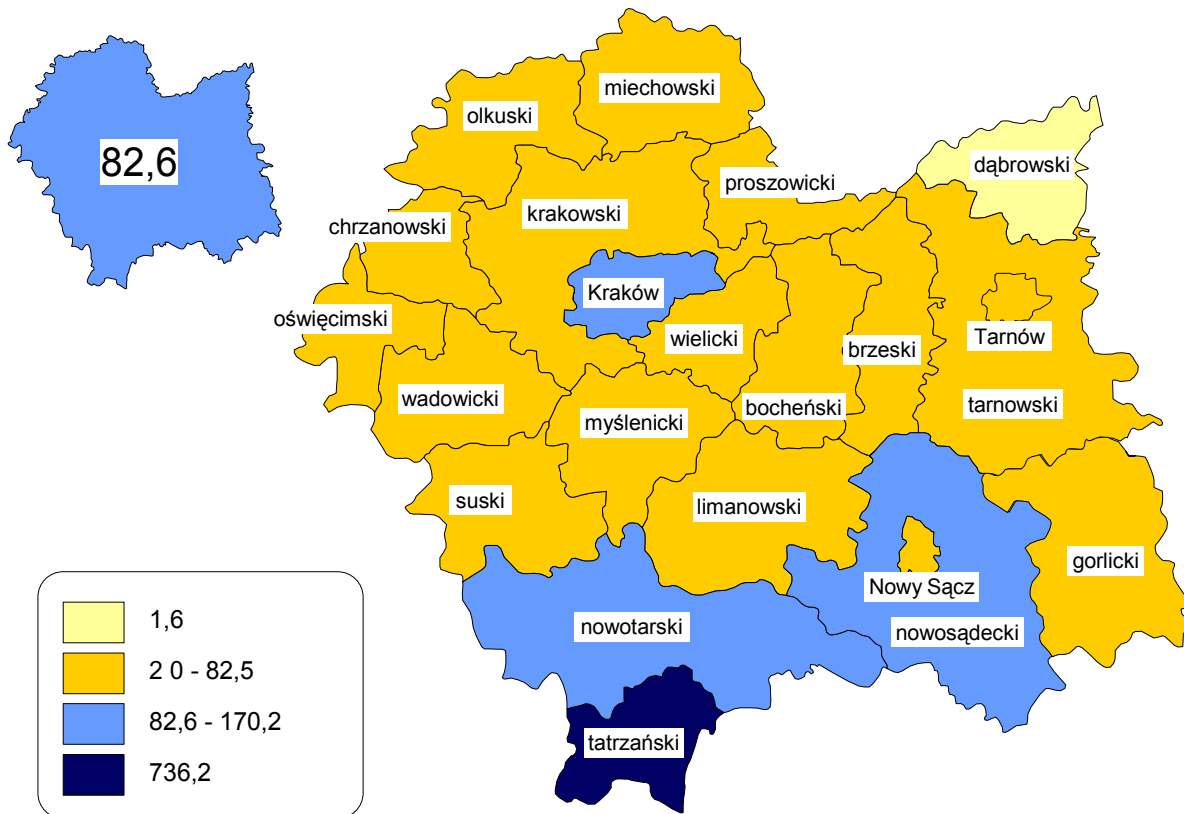 miechowski
olkuski
82,6
dąbrowski
proszowicki
krakowski
chrzanowski
Kraków
oświęcimski
wielicki
Tarnów
brzeski
wadowicki
bocheński
tarnowski
myślenicki
suski
limanowski
gorlicki
Nowy Sącz
nowotarski
nowosądecki
tatrzański
1,6
2 0 - 82,5
82,6 - 170,2
736,2